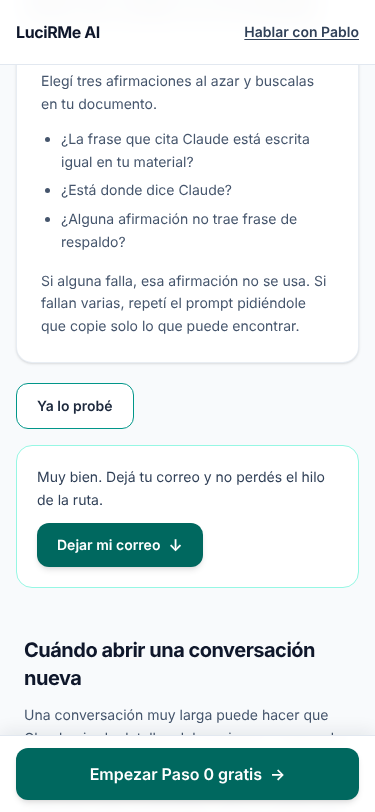 LuciRMe AI
Hablar con Pablo
Elegí tres afirmaciones al azar y buscalas
en tu documento.
• ¿La frase que cita Claude está escrita
igual en tu material?
• ¿Está donde dice Claude?
• ¿Alguna afirmación no trae frase de
respaldo?
Si alguna falla, esa afirmación no se usa. Si
fallan varias, repetí el prompt pidiéndole
que copie solo lo que puede encontrar.
Ya lo probé
Muy bien. Dejá tu correo y no perdés el hilo
de la ruta.
Dejar mi correo ↓
Cuándo abrir una conversación
nueva
Una conversación muy larga puede hacer que
Empezar Paso 0 gratis →